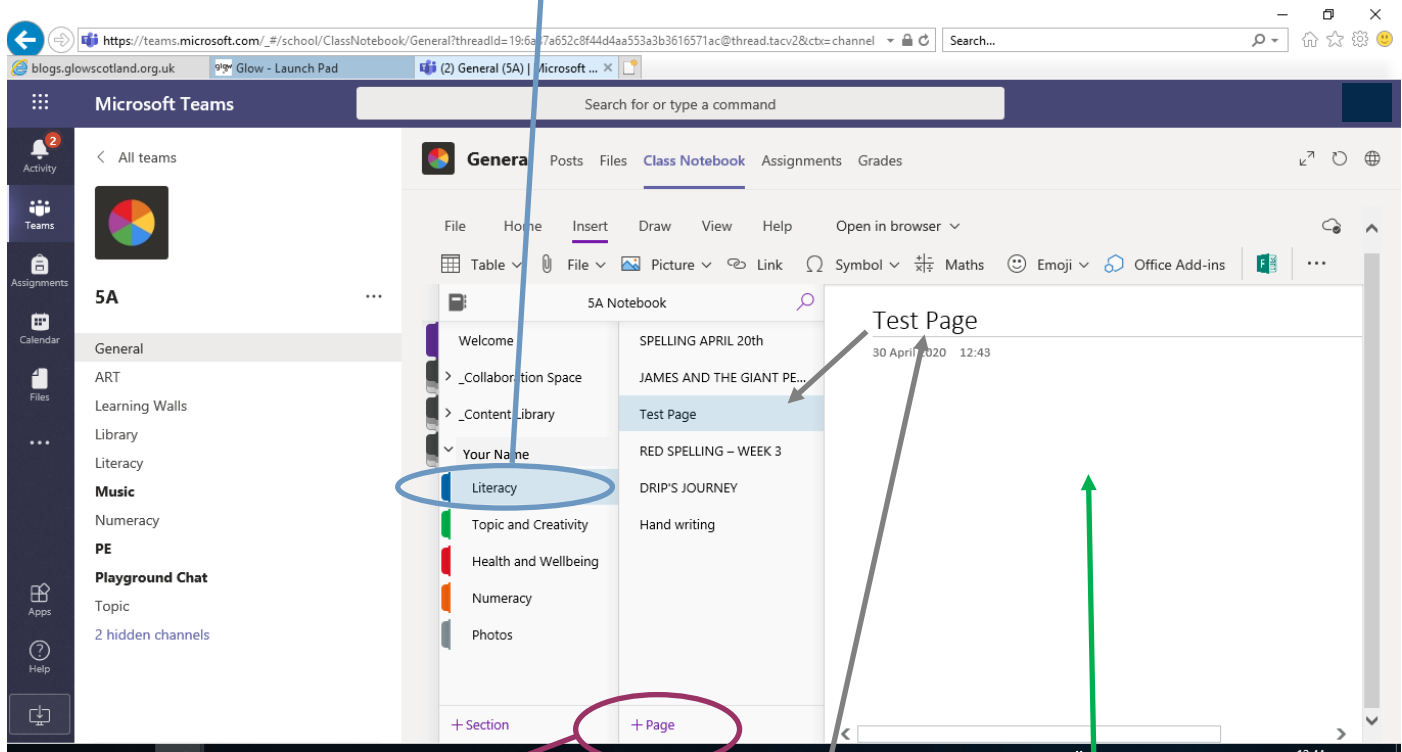 https://teams.microsoft.com/_#/school/ClassNotebook/General?threadId=19:6a37a652c8f44d4aa553a3b3616571ac@thread.tacv2&ctx=channel
Search...
blogs.glowscotland.org.uk
Glow - Launch Pad
(2) General (5A) | Microsoft ...
Microsoft Teams
Search for or type a command
2
Activity
Teams
Assignments
Calendar
Files
Apps
Help
All teams
5A
General
ART
Learning Walls
Library
Literacy
Music
Numeracy
PE
Playground Chat
Topic
2 hidden channels
General Posts Files Class Notebook Assignments Grades
File Home Insert Draw View Help Open in browser
Table File Picture Link Symbol Maths Emoji Office Add-ins
5A Notebook
Welcome
_Collaboration Space
_Content Library
Your Name
Literacy
Topic and Creativity
Health and Wellbeing
Numeracy
Photos
+ Section
SPELLING APRIL 20th
JAMES AND THE GIANT PE...
Test Page
RED SPELLING – WEEK 3
DRIP'S JOURNEY
Hand writing
+ Page
Test Page
30 April 2020 12:43